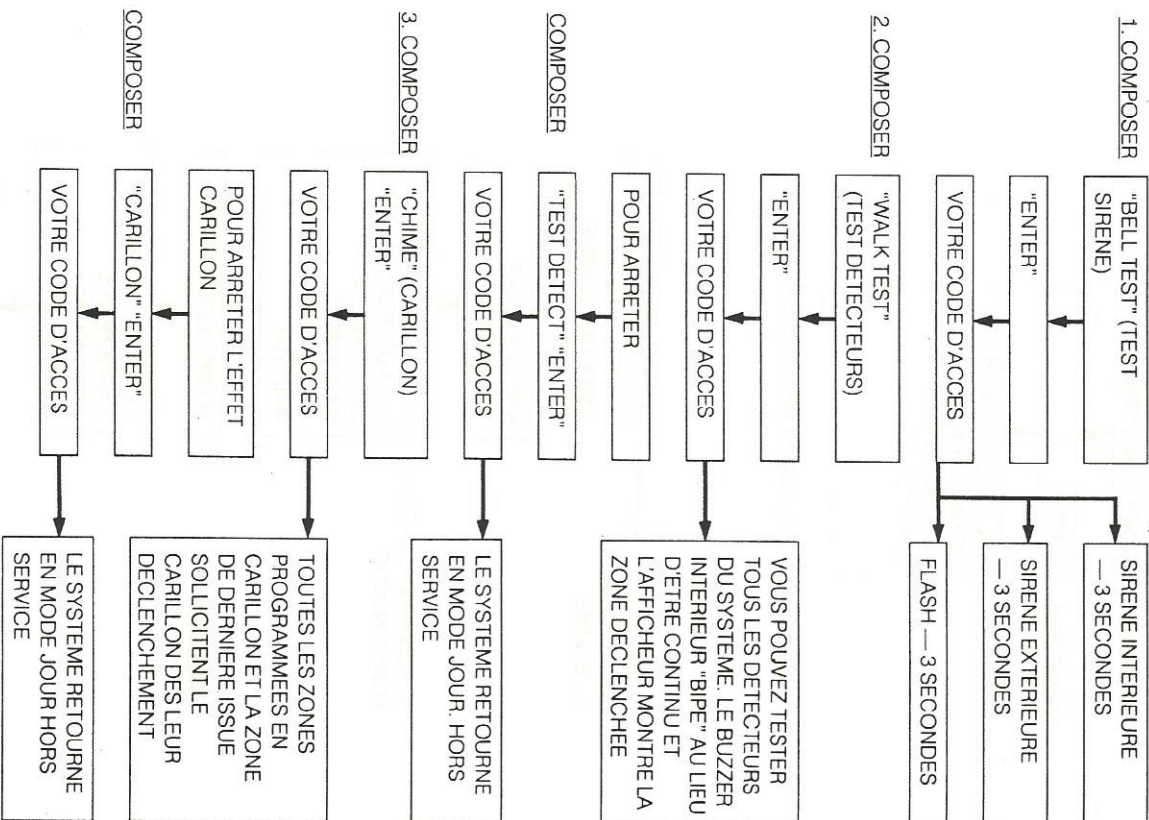 1. COMPOSER
"BELL TEST" (TEST
SIRENE)
"ENTER"
VOTRE CODE D'ACCES
SIRENE INTERIEURE
— 3 SECONDES
SIRENE EXTERIEURE
— 3 SECONDES
FLASH — 3 SECONDES
2. COMPOSER
"WALK TEST"
(TEST DETECTEURS)
"ENTER"
VOTRE CODE D'ACCES
VOUS POUVEZ TESTER
TOUS LES DETECTEURS
DU SYSTEME. LE BUZZER
INTERIEUR "BIPE" AU LIEU
D'ETRE CONTINU ET
L'AFFICHEUR MONTRE LA
ZONE DECLENCHEE
COMPOSER
POUR ARRETER
"TEST DETECT" "ENTER"
VOTRE CODE D'ACCES
LE SYSTEME RETOURNE
EN MODE JOUR. HORS
SERVICE
3. COMPOSER
"CHIME" (CARILLON)
"ENTER"
VOTRE CODE D'ACCES
TOUTES LES ZONES
PROGRAMMEES EN
CARILLON ET LA ZONE
DE DERNIERE ISSUE
SOLLICITENT LE
CARILLON DES LEUR
DECLENCHEMENT
COMPOSER
POUR ARRETER L'EFFET
CARILLON
"CARILLON" "ENTER"
VOTRE CODE D'ACCES
LE SYSTEME RETOURNE
EN MODE JOUR HORS
SERVICE